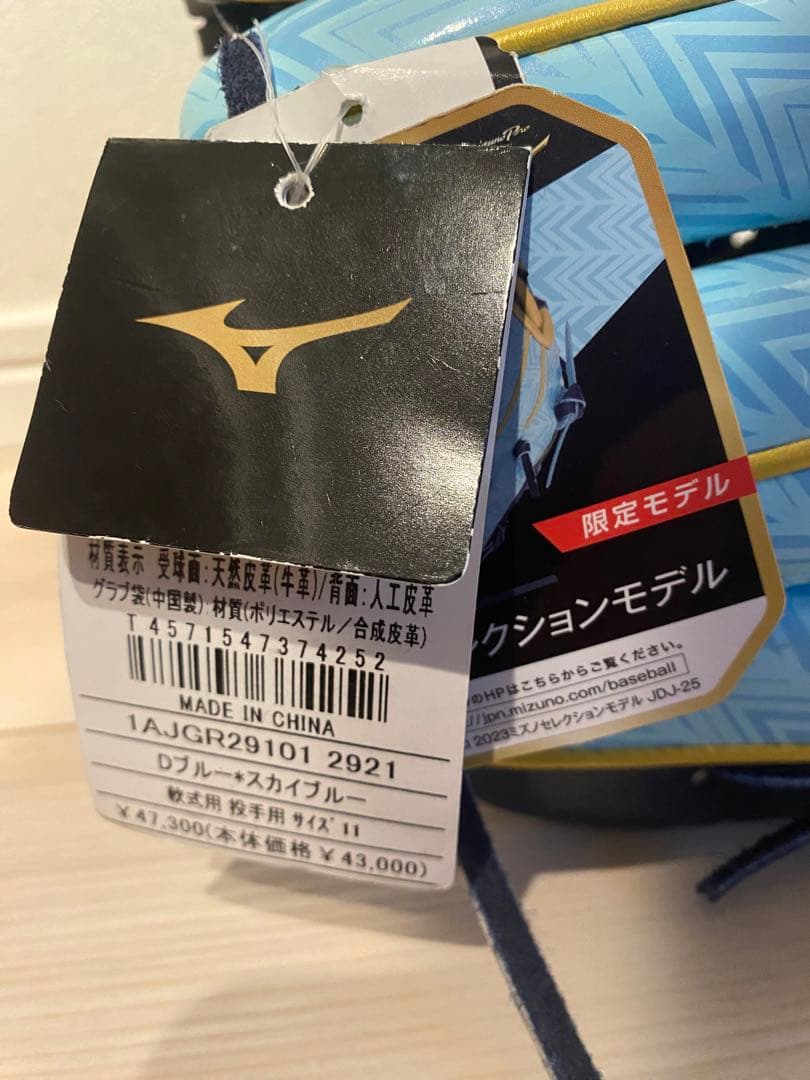 材質表示 受球面:天然皮革(牛革)/背面:人工皮革
グラブ袋(中国製):材質(ポリエステル/合成皮革)
T 4571547374252
MADE IN CHINA
1AJGR29101 2921
Dブルー*スカイブルー
軟式用 投手用 サイズ11
¥47,300(本体価格¥43,000)
限定モデル
クションモデル
のHPはこちらからご覧ください。
//jpn.mizuno.com/baseball
2023ミズノセレクションモデル JDJ-25